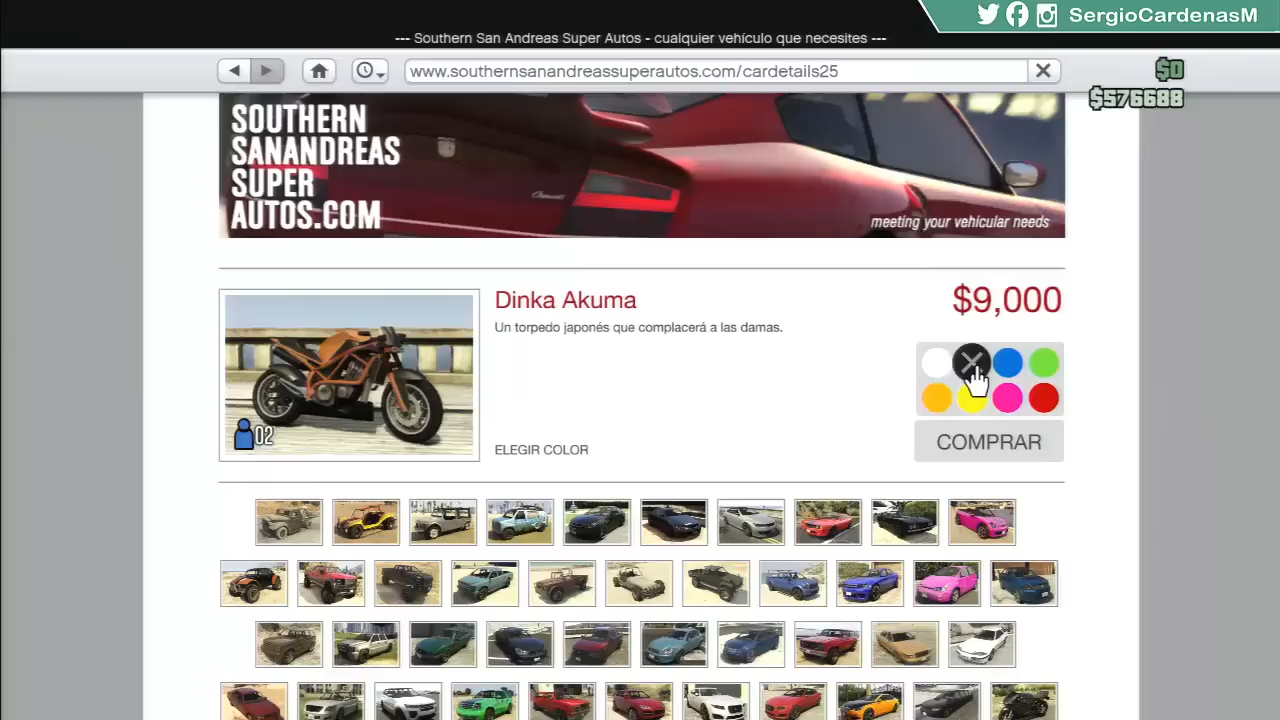 SergioCardenasM
--- Southern San Andreas Super Autos - cualquier vehículo que necesites ---
www.southernsanandreassuperautos.com/cardetails25
$0
$576688
SOUTHERN
SANANDREAS
SUPER
AUTOS.COM
meeting your vehicular needs
Dinka Akuma
$9,000
Un torpedo japonés que complacerá a las damas.
02
ELEGIR COLOR
COMPRAR